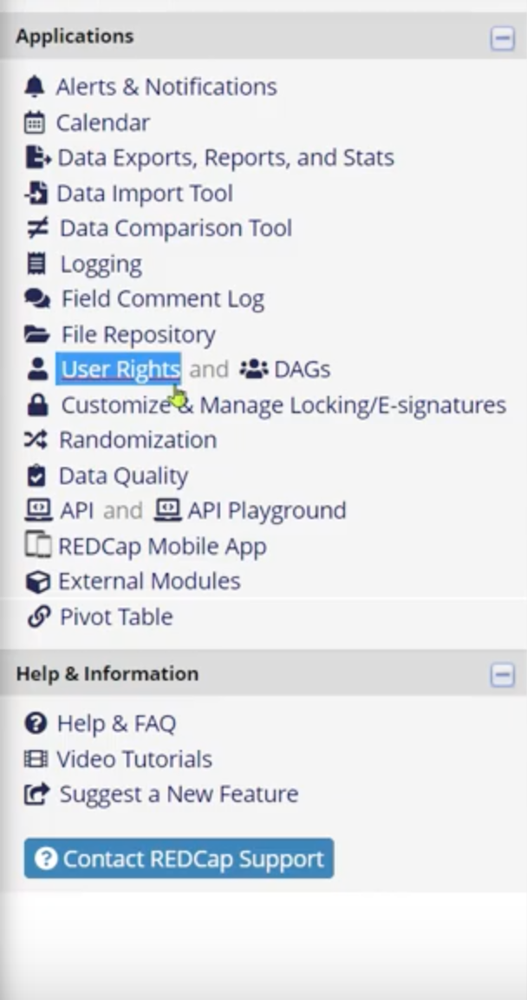 Applications
Alerts & Notifications
Calendar
Data Exports, Reports, and Stats
Data Import Tool
Data Comparison Tool
Logging
Field Comment Log
File Repository
User Rights and DAGs
Customize & Manage Locking/E-signatures
Randomization
Data Quality
API and API Playground
REDCap Mobile App
External Modules
Pivot Table
Help & Information
Help & FAQ
Video Tutorials
Suggest a New Feature
Contact REDCap Support